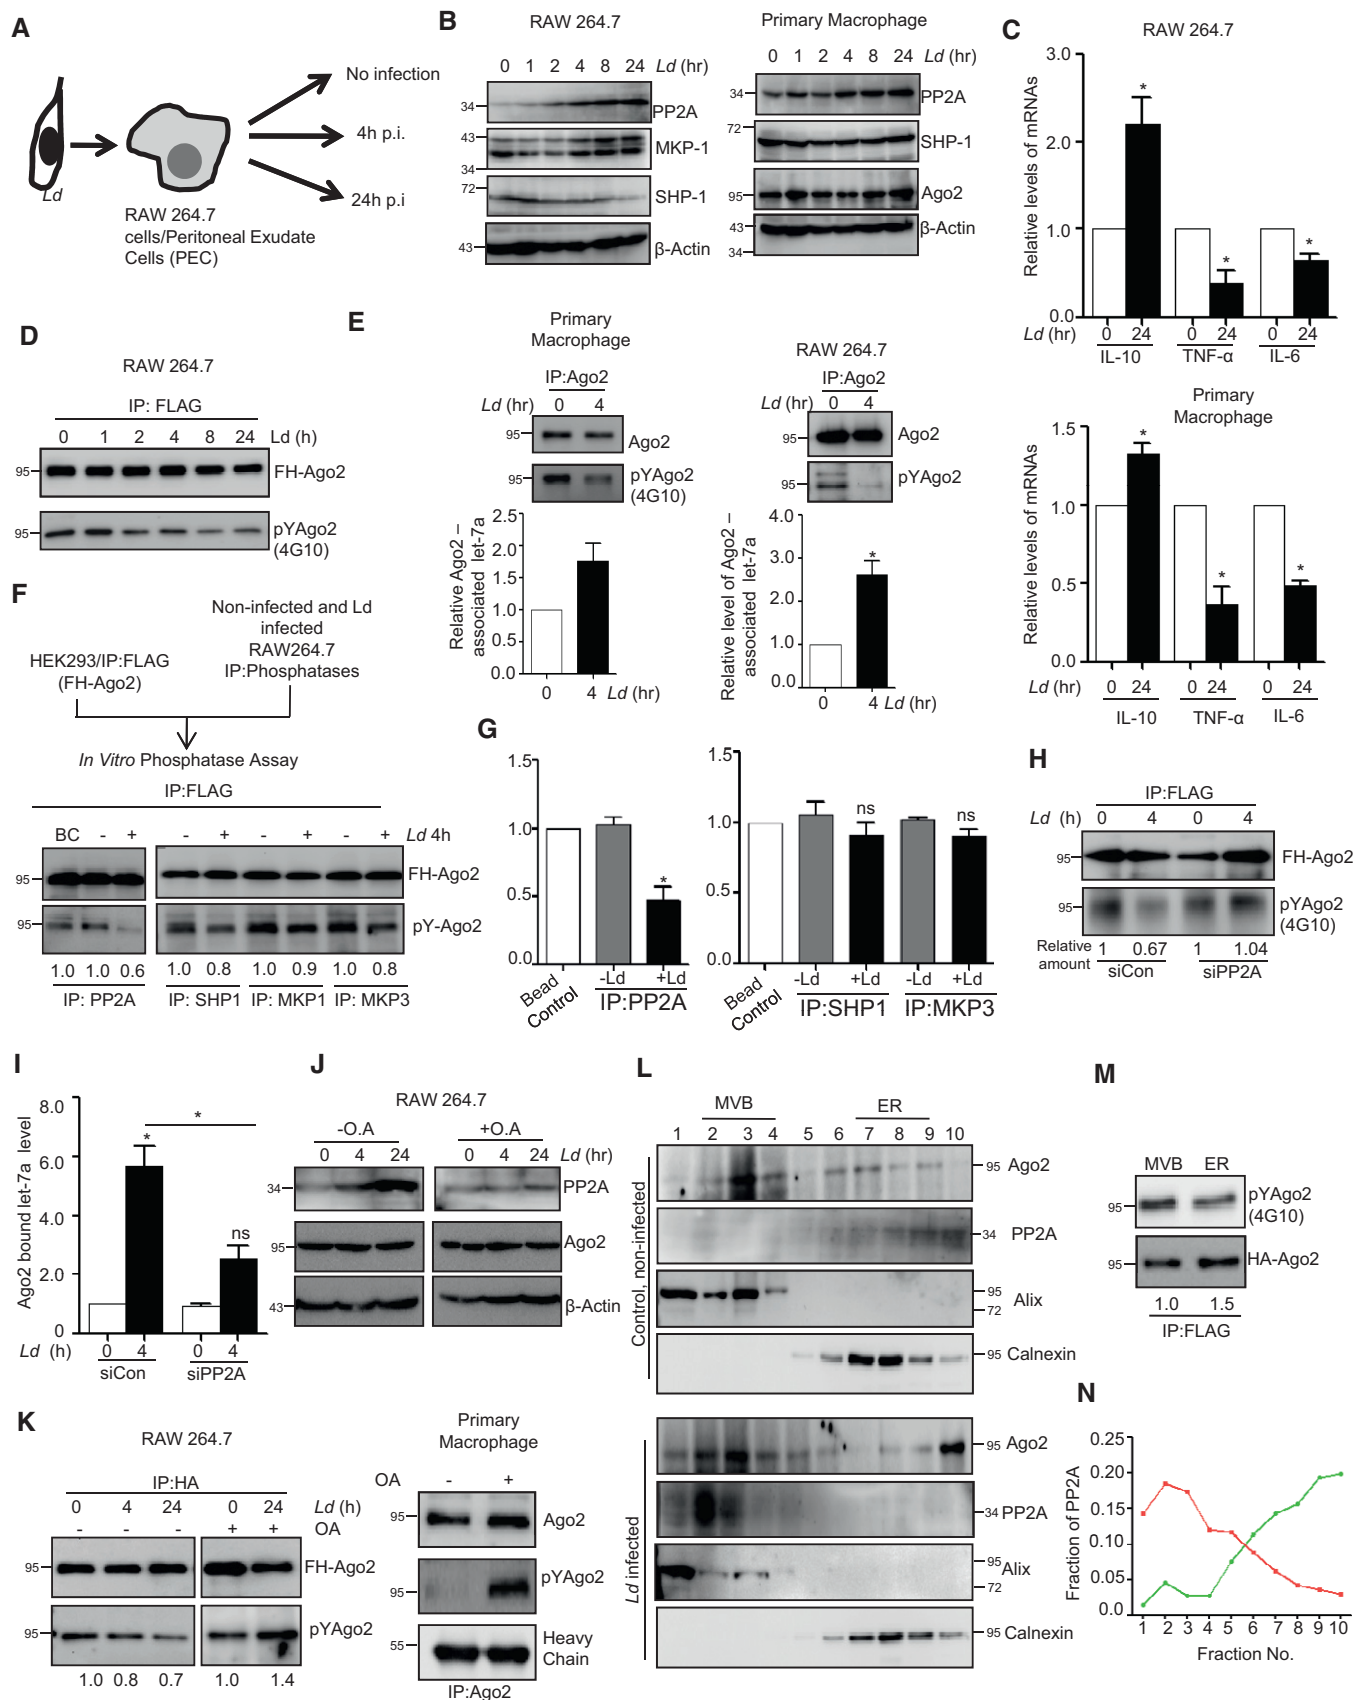 A
Ld
RAW 264.7
cells/Peritoneal Exudate
Cells (PEC)
No infection
4h p.i.
24h p.i
B
RAW 264.7
0 1 2 4 8 24 Ld (hr)
34
PP2A
43
MKP-1
34
72
SHP-1
43
β-Actin
Primary Macrophage
0 1 2 4 8 24 Ld (hr)
34
PP2A
72
SHP-1
95
Ago2
43
β-Actin
34
C
RAW 264.7
Relative levels of mRNAs
3.0
2.0
1.0
0.0
* * *
Ld (hr) 0 24 0 24 0 24
IL-10 TNF-α IL-6
Primary
Macrophage
Relative levels of mRNAs
1.5
1.0
0.5
0.0
* * *
Ld (hr) 0 24 0 24 0 24
IL-10 TNF-α IL-6
D
RAW 264.7
IP: FLAG
0 1 2 4 8 24 Ld (h)
95
FH-Ago2
95
pYAgo2
(4G10)
E
Primary
Macrophage
IP:Ago2
Ld (hr) 0 4
95
Ago2
95
pYAgo2
(4G10)
Relative Ago2 –
associated let-7a
2.5
2.0
1.5
1.0
0.5
0.0
0 4 Ld (hr)
RAW 264.7
IP:Ago2
Ld (hr) 0 4
95
Ago2
95
pYAgo2
Relative level of Ago2 –
associated let-7a
4.0
3.0
2.0
1.0
0.0
*
0 4 Ld (hr)
F
Non-infected and Ld
infected
RAW264.7
IP:Phosphatases
HEK293/IP:FLAG
(FH-Ago2)
In Vitro Phosphatase Assay
IP:FLAG
BC - + - + - + - + Ld 4h
95
FH-Ago2
95
pY-Ago2
1.0 1.0 0.6 1.0 0.8 1.0 0.9 1.0 0.8
IP: PP2A IP: SHP1 IP: MKP1 IP: MKP3
G
1.5
1.0
0.5
0.0
*
Bead
Control
-Ld +Ld
IP:PP2A
1.5
1.0
0.5
0.0
ns ns
Bead
Control
-Ld +Ld -Ld +Ld
IP:SHP1 IP:MKP3
H
IP:FLAG
Ld (h) 0 4 0 4
95
FH-Ago2
95
pYAgo2
(4G10)
Relative
amount
1 0.67 1 1.04
siCon siPP2A
I
Ago2 bound let-7a level
8.0
6.0
4.0
2.0
0
*
*
ns
Ld (h) 0 4 0 4
siCon siPP2A
J
RAW 264.7
-O.A +O.A
0 4 24 0 4 24 Ld (hr)
34
PP2A
95
Ago2
43
β-Actin
K
RAW 264.7
IP:HA
0 4 24 0 24 Ld (h)
- - - + + OA
95
FH-Ago2
95
pYAgo2
1.0 0.8 0.7 1.0 1.4
Primary
Macrophage
OA - +
95
Ago2
95
pYAgo2
55
Heavy
Chain
IP:Ago2
L
MVB ER
1 2 3 4 5 6 7 8 9 10
Control, non-infected
95 Ago2
34 PP2A
95
Alix
72
95 Calnexin
Ld infected
95 Ago2
34 PP2A
95
Alix
72
95 Calnexin
M
MVB ER
95
pYAgo2
(4G10)
95
HA-Ago2
1.0 1.5
IP:FLAG
N
Fraction of PP2A
0.25
0.20
0.15
0.10
0.05
0.0
1 2 3 4 5 6 7 8 9 10
Fraction No.